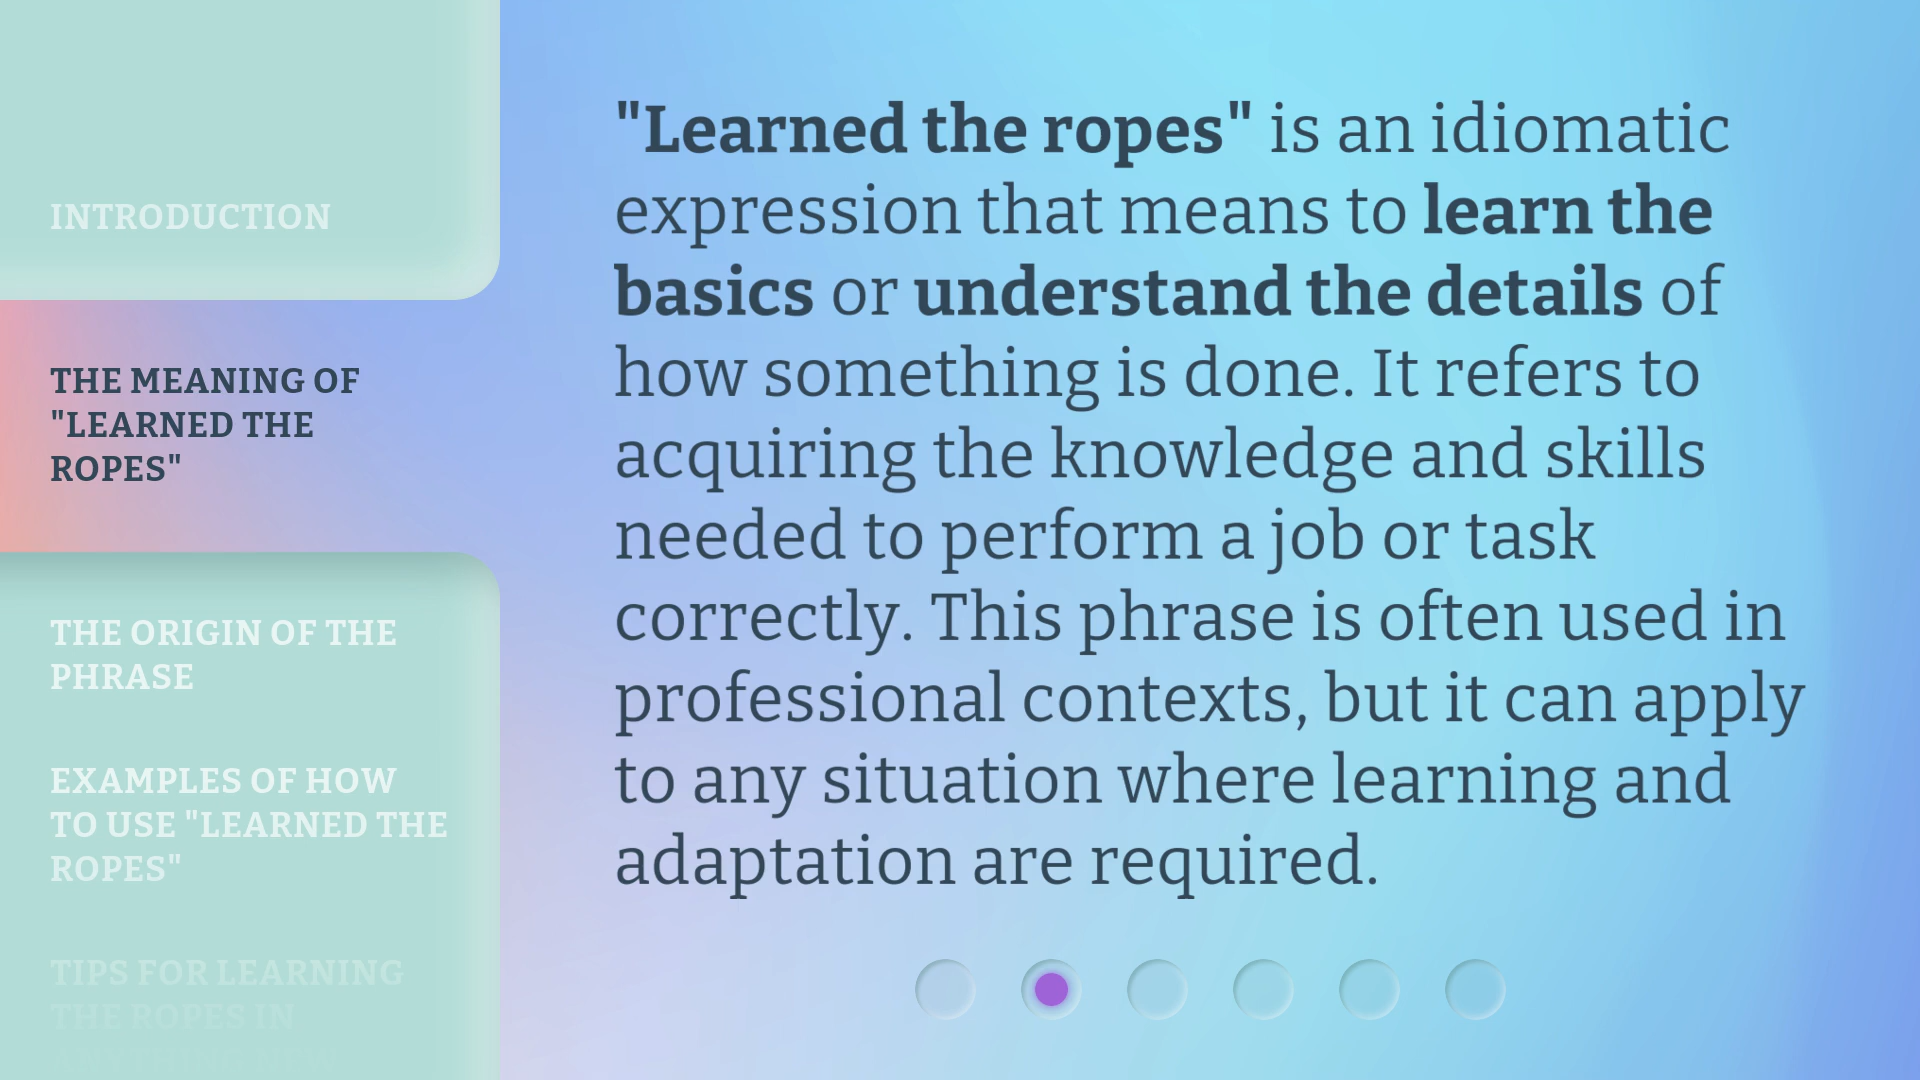 INTRODUCTION
THE MEANING OF
"LEARNED THE
ROPES"
THE ORIGIN OF THE
PHRASE
EXAMPLES OF HOW
TO USE "LEARNED THE
ROPES"
TIPS FOR LEARNING
THE ROPES IN
ANYTHING NEW
"Learned the ropes" is an idiomatic
expression that means to learn the
basics or understand the details of
how something is done. It refers to
acquiring the knowledge and skills
needed to perform a job or task
correctly. This phrase is often used in
professional contexts, but it can apply
to any situation where learning and
adaptation are required.